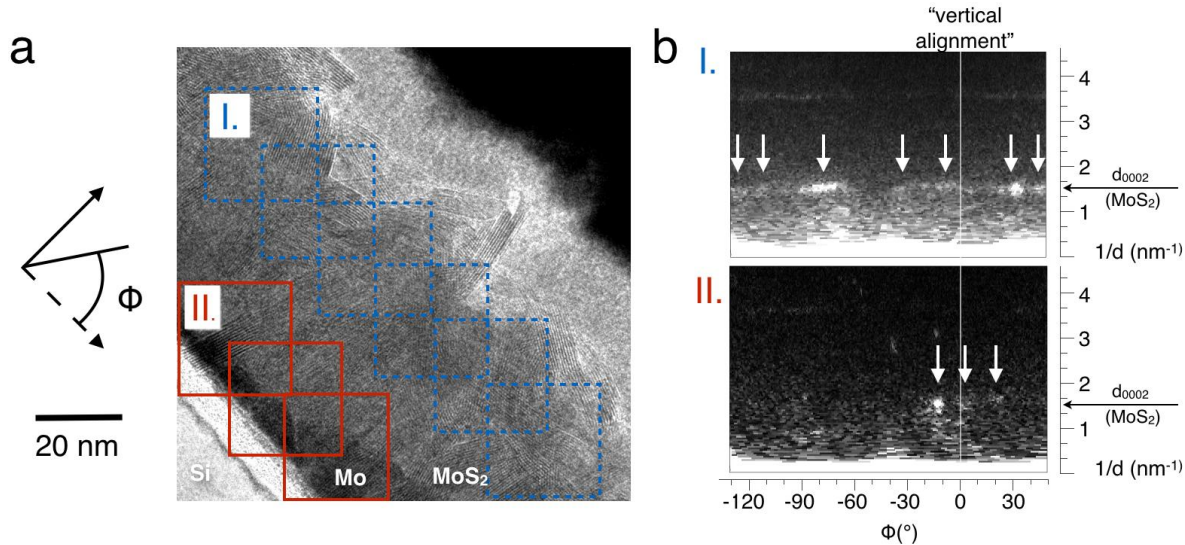 a
I.
II.
Φ
20 nm
Si
Mo
MoS₂
b
"vertical
alignment"
I.
4
3
2
d₀₀₀₂
(MoS₂)
1
1/d (nm⁻¹)
II.
4
3
2
d₀₀₀₂
(MoS₂)
1
1/d (nm⁻¹)
-120 -90 -60 -30 0 30
Φ(°)